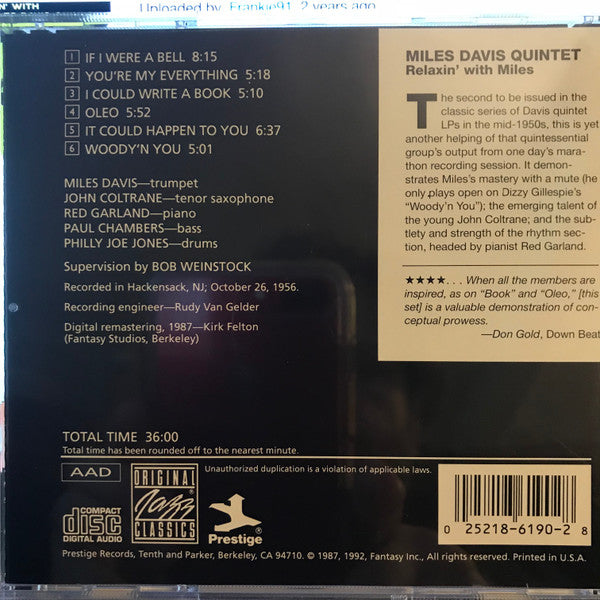 N' WITH
Uploaded by Frankie91 2 years ago
1 IF I WERE A BELL 8:15
2 YOU'RE MY EVERYTHING 5:18
3 I COULD WRITE A BOOK 5:10
4 OLEO 5:52
5 IT COULD HAPPEN TO YOU 6:37
6 WOODY'N YOU 5:01
MILES DAVIS—trumpet
JOHN COLTRANE—tenor saxophone
RED GARLAND—piano
PAUL CHAMBERS—bass
PHILLY JOE JONES—drums
Supervision by BOB WEINSTOCK
Recorded in Hackensack, NJ; October 26, 1956.
Recording engineer—Rudy Van Gelder
Digital remastering, 1987—Kirk Felton
(Fantasy Studios, Berkeley)
MILES DAVIS QUINTET
Relaxin' with Miles
The second to be issued in the
classic series of Davis quintet
LPs in the mid-1950s, this is yet
another helping of that quintessential
group's output from one day's mara-
thon recording session. It demon-
strates Miles's mastery with a mute (he
only plays open on Dizzy Gillespie's
"Woody'n You"); the emerging talent of
the young John Coltrane; and the sub-
tlety and strength of the rhythm sec-
tion, headed by pianist Red Garland.
★★★★. . . When all the members are
inspired, as on "Book" and "Oleo," [this
set] is a valuable demonstration of con-
ceptual prowess.
—Don Gold, Down Beat
TOTAL TIME 36:00
Total time has been rounded off to the nearest minute.
AAD
Unauthorized duplication is a violation of applicable laws.
ORIGINAL
Jazz
CLASSICS
COMPACT
disc
DIGITAL AUDIO
Prestige
0 25218-6190-2 8
Prestige Records, Tenth and Parker, Berkeley, CA 94710. © 1987, 1992, Fantasy Inc., All rights reserved. Printed in U.S.A.